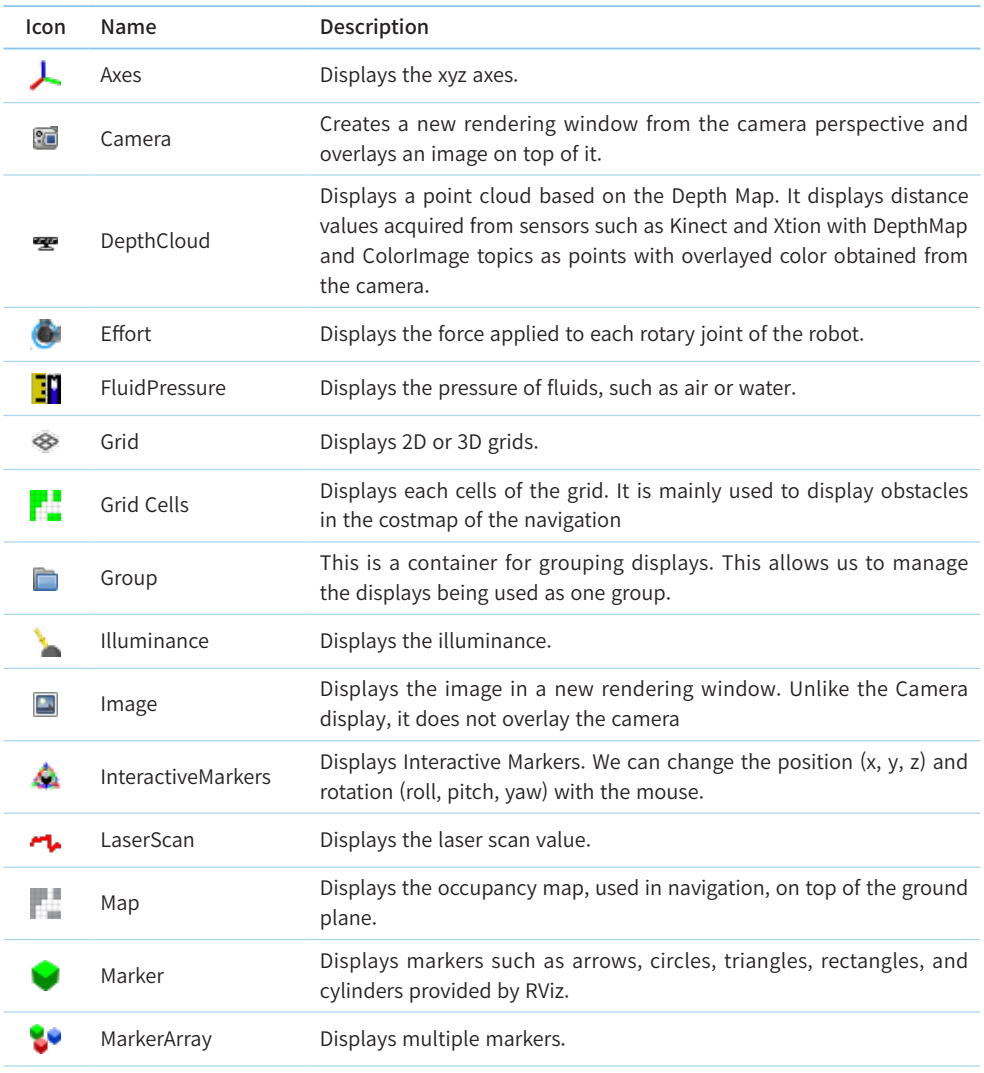 Icon Name Description
Axes Displays the xyz axes.
Camera Creates a new rendering window from the camera perspective and
overlays an image on top of it.
DepthCloud Displays a point cloud based on the Depth Map. It displays distance
values acquired from sensors such as Kinect and Xtion with DepthMap
and ColorImage topics as points with overlayed color obtained from
the camera.
Effort Displays the force applied to each rotary joint of the robot.
FluidPressure Displays the pressure of fluids, such as air or water.
Grid Displays 2D or 3D grids.
Grid Cells Displays each cells of the grid. It is mainly used to display obstacles
in the costmap of the navigation
Group This is a container for grouping displays. This allows us to manage
the displays being used as one group.
Illuminance Displays the illuminance.
Image Displays the image in a new rendering window. Unlike the Camera
display, it does not overlay the camera
InteractiveMarkers Displays Interactive Markers. We can change the position (x, y, z) and
rotation (roll, pitch, yaw) with the mouse.
LaserScan Displays the laser scan value.
Map Displays the occupancy map, used in navigation, on top of the ground
plane.
Marker Displays markers such as arrows, circles, triangles, rectangles, and
cylinders provided by RViz.
MarkerArray Displays multiple markers.